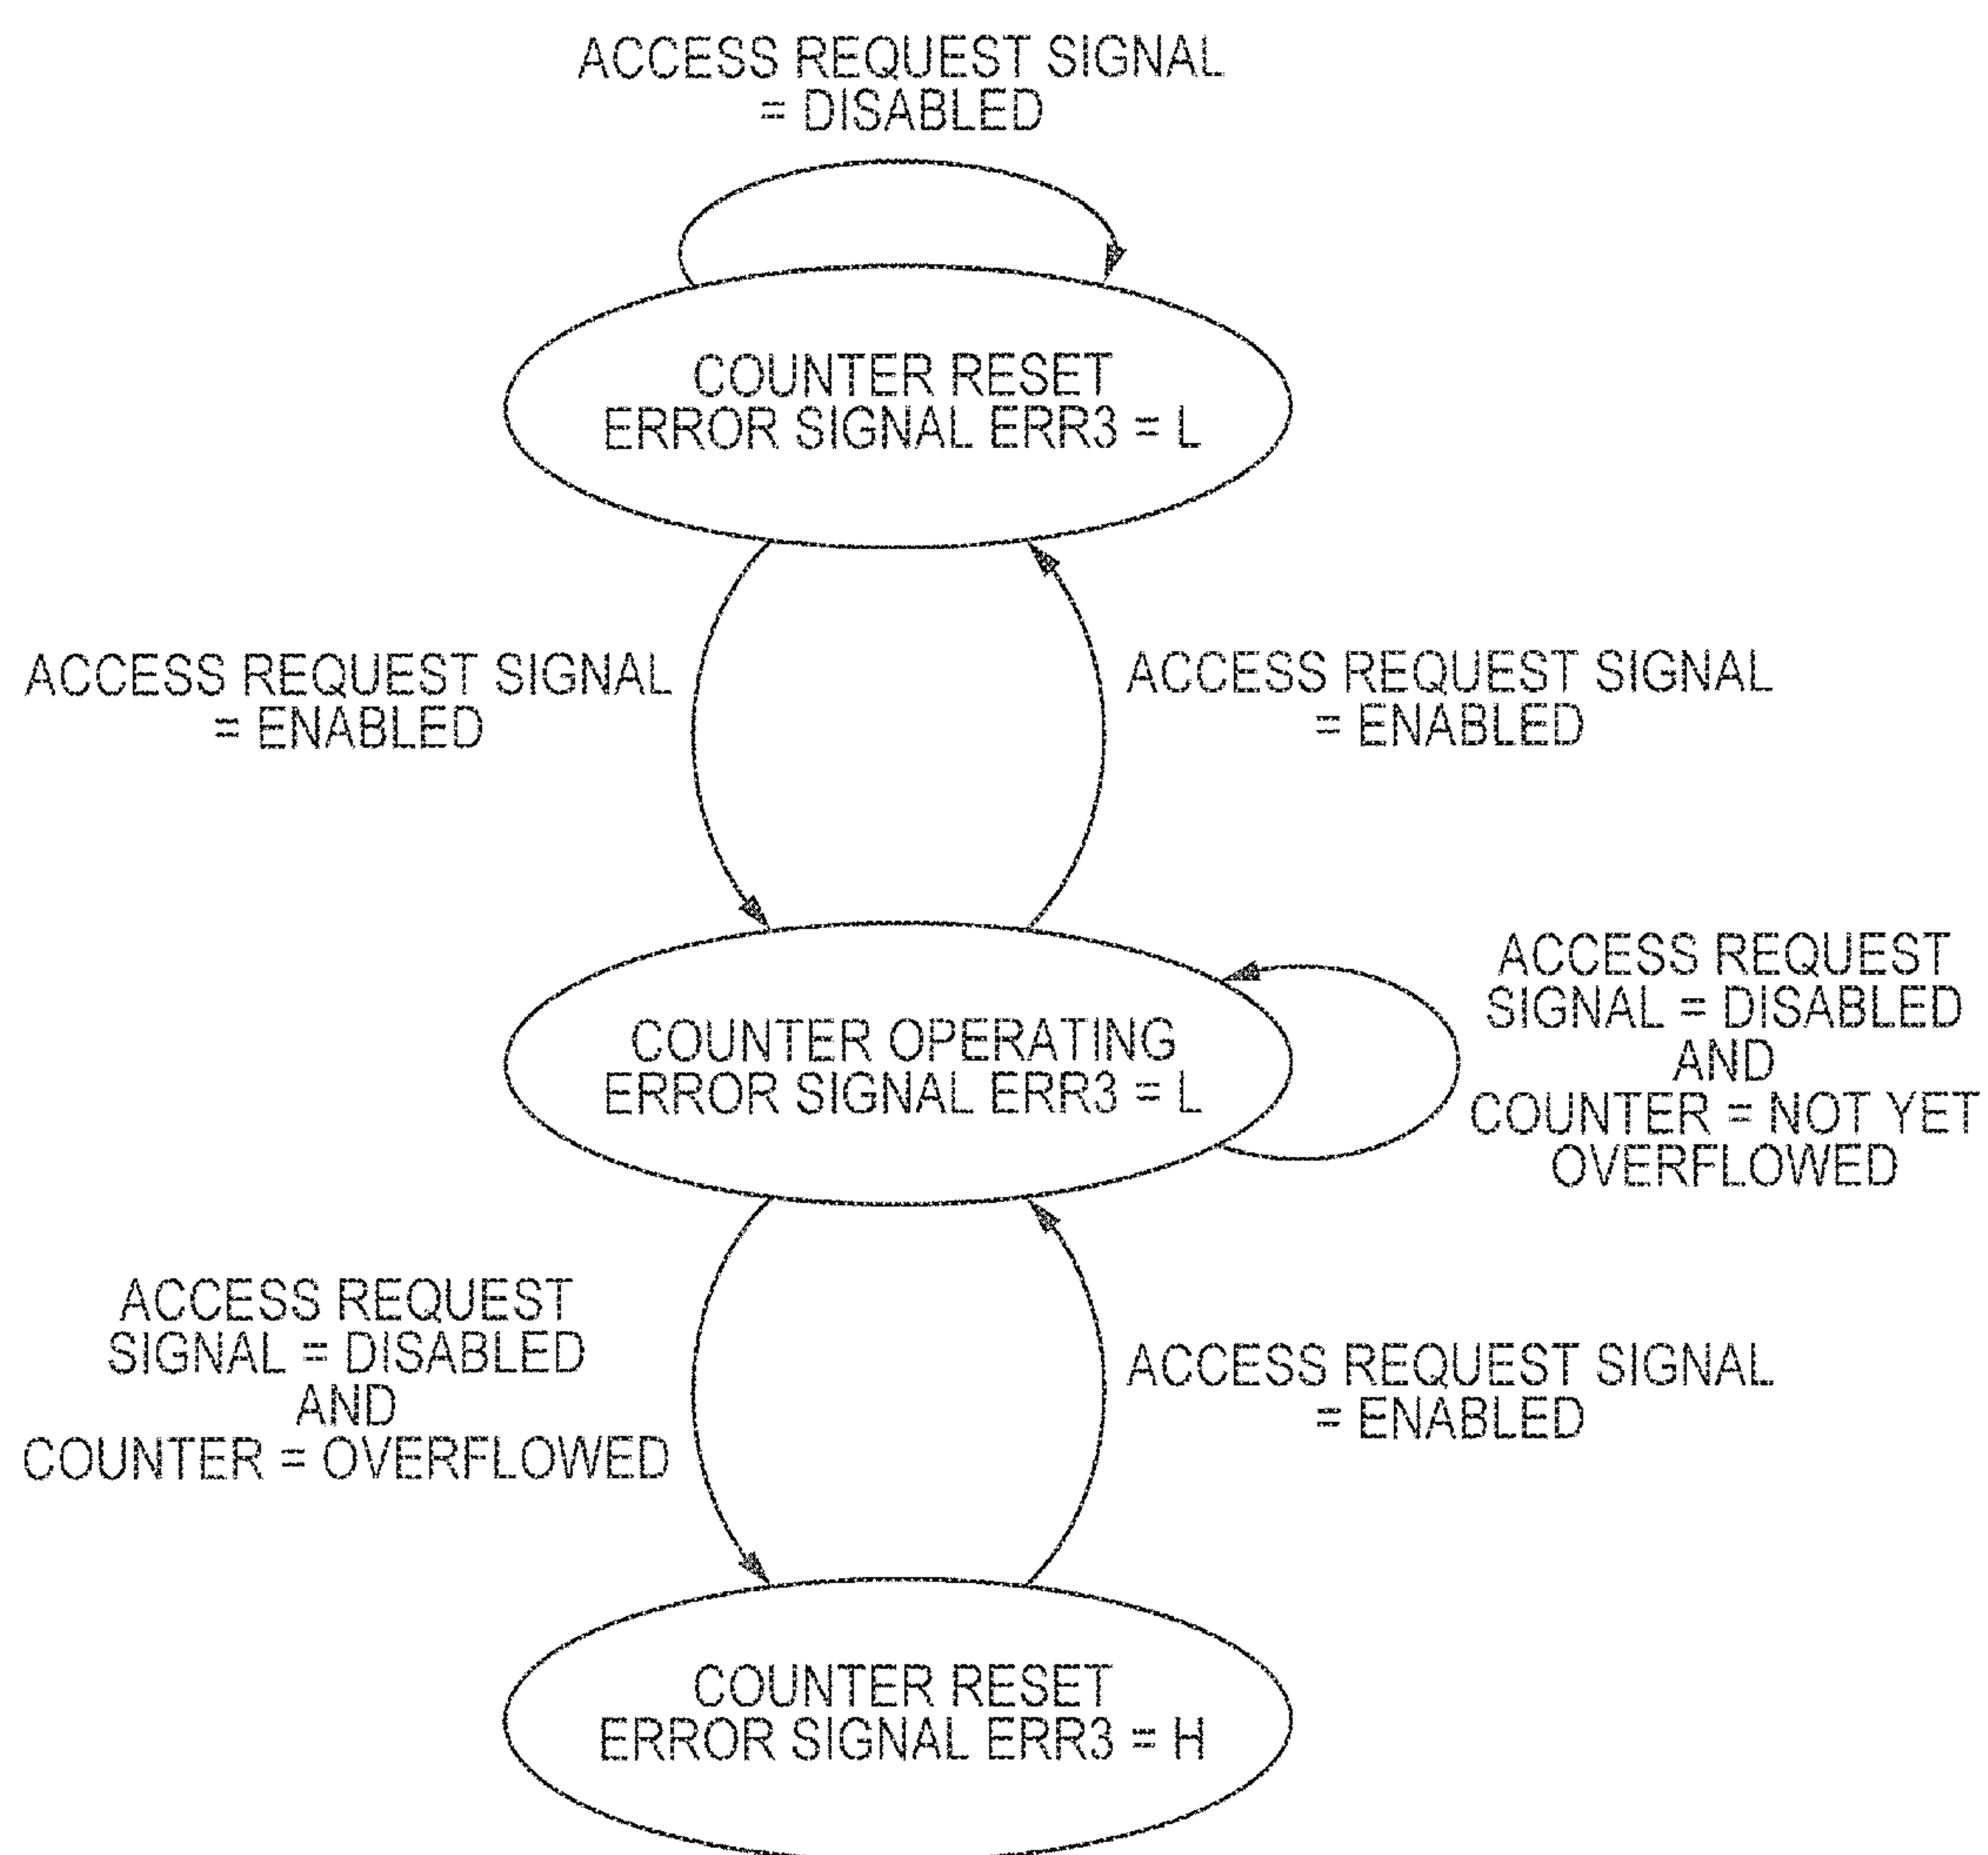 ACCESS REQUEST SIGNAL
= DISABLED
COUNTER RESET
ERROR SIGNAL ERR3 = L
ACCESS REQUEST SIGNAL
= ENABLED
ACCESS REQUEST SIGNAL
= ENABLED
COUNTER OPERATING
ERROR SIGNAL ERR3 = L
ACCESS REQUEST
SIGNAL = DISABLED
AND
COUNTER = NOT YET
OVERFLOWED
ACCESS REQUEST
SIGNAL = DISABLED
AND
COUNTER = OVERFLOWED
ACCESS REQUEST SIGNAL
= ENABLED
COUNTER RESET
ERROR SIGNAL ERR3 = H